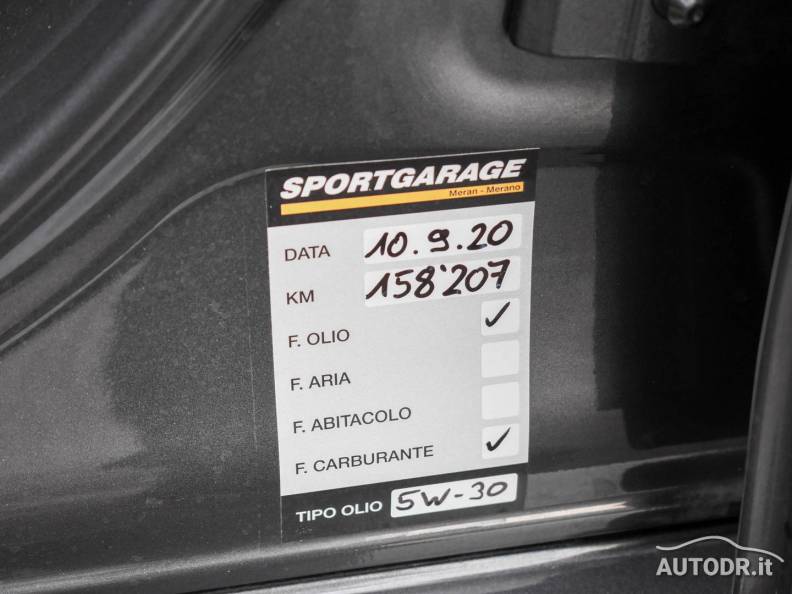 SPORTGARAGE
Meran - Merano
DATA 10.9.20
KM 158'207
F. OLIO ✓
F. ARIA
F. ABITACOLO
F. CARBURANTE ✓
TIPO OLIO 5W-30
AUTODR.it